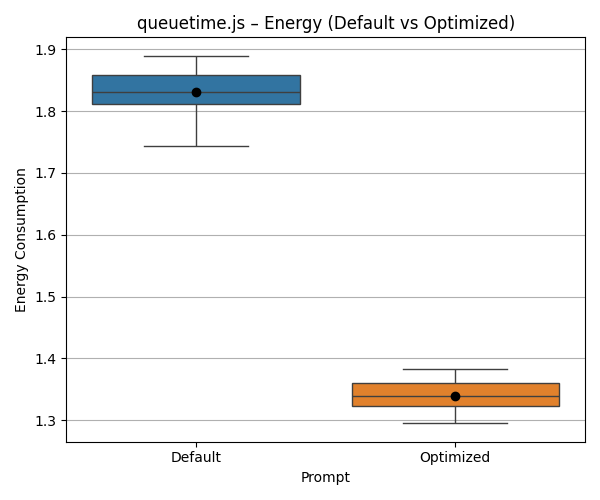 queuetime.js – Energy (Default vs Optimized)
Energy Consumption
1.9
1.8
1.7
1.6
1.5
1.4
1.3
Default
Optimized
Prompt